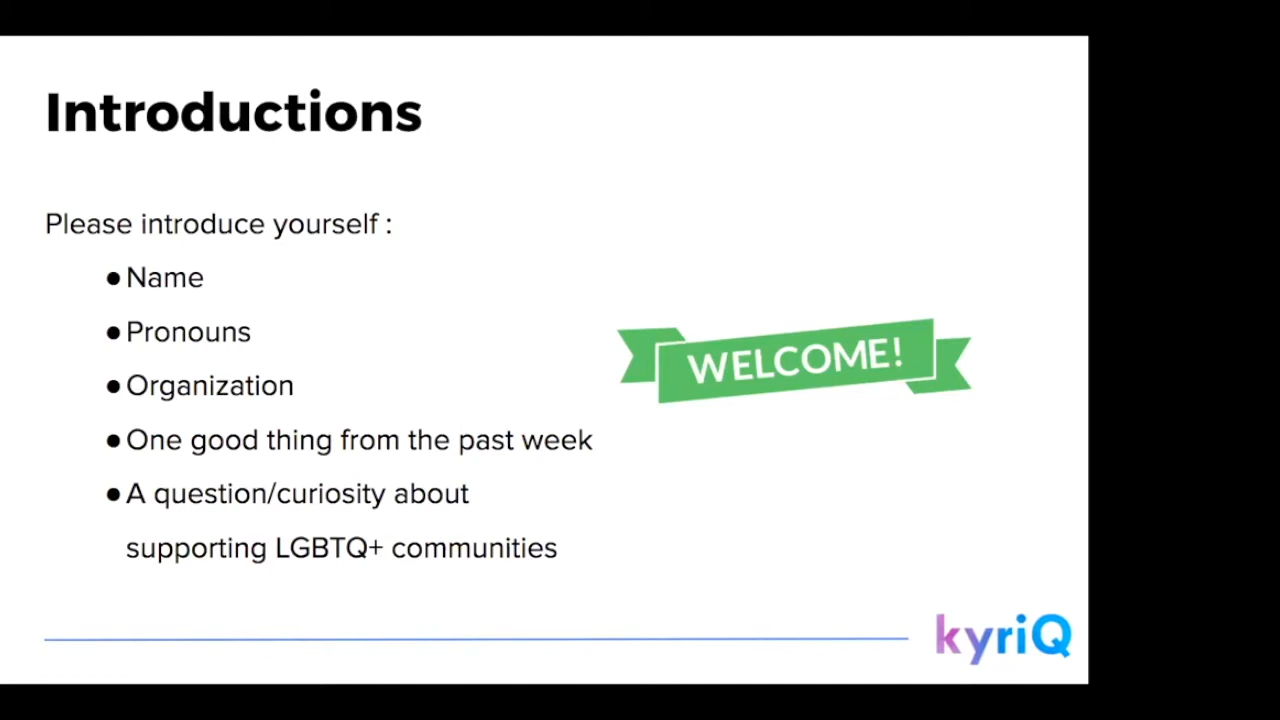 Introductions
Please introduce yourself :
● Name
● Pronouns
● Organization
● One good thing from the past week
● A question/curiosity about
supporting LGBTQ+ communities
WELCOME!
kyriQ